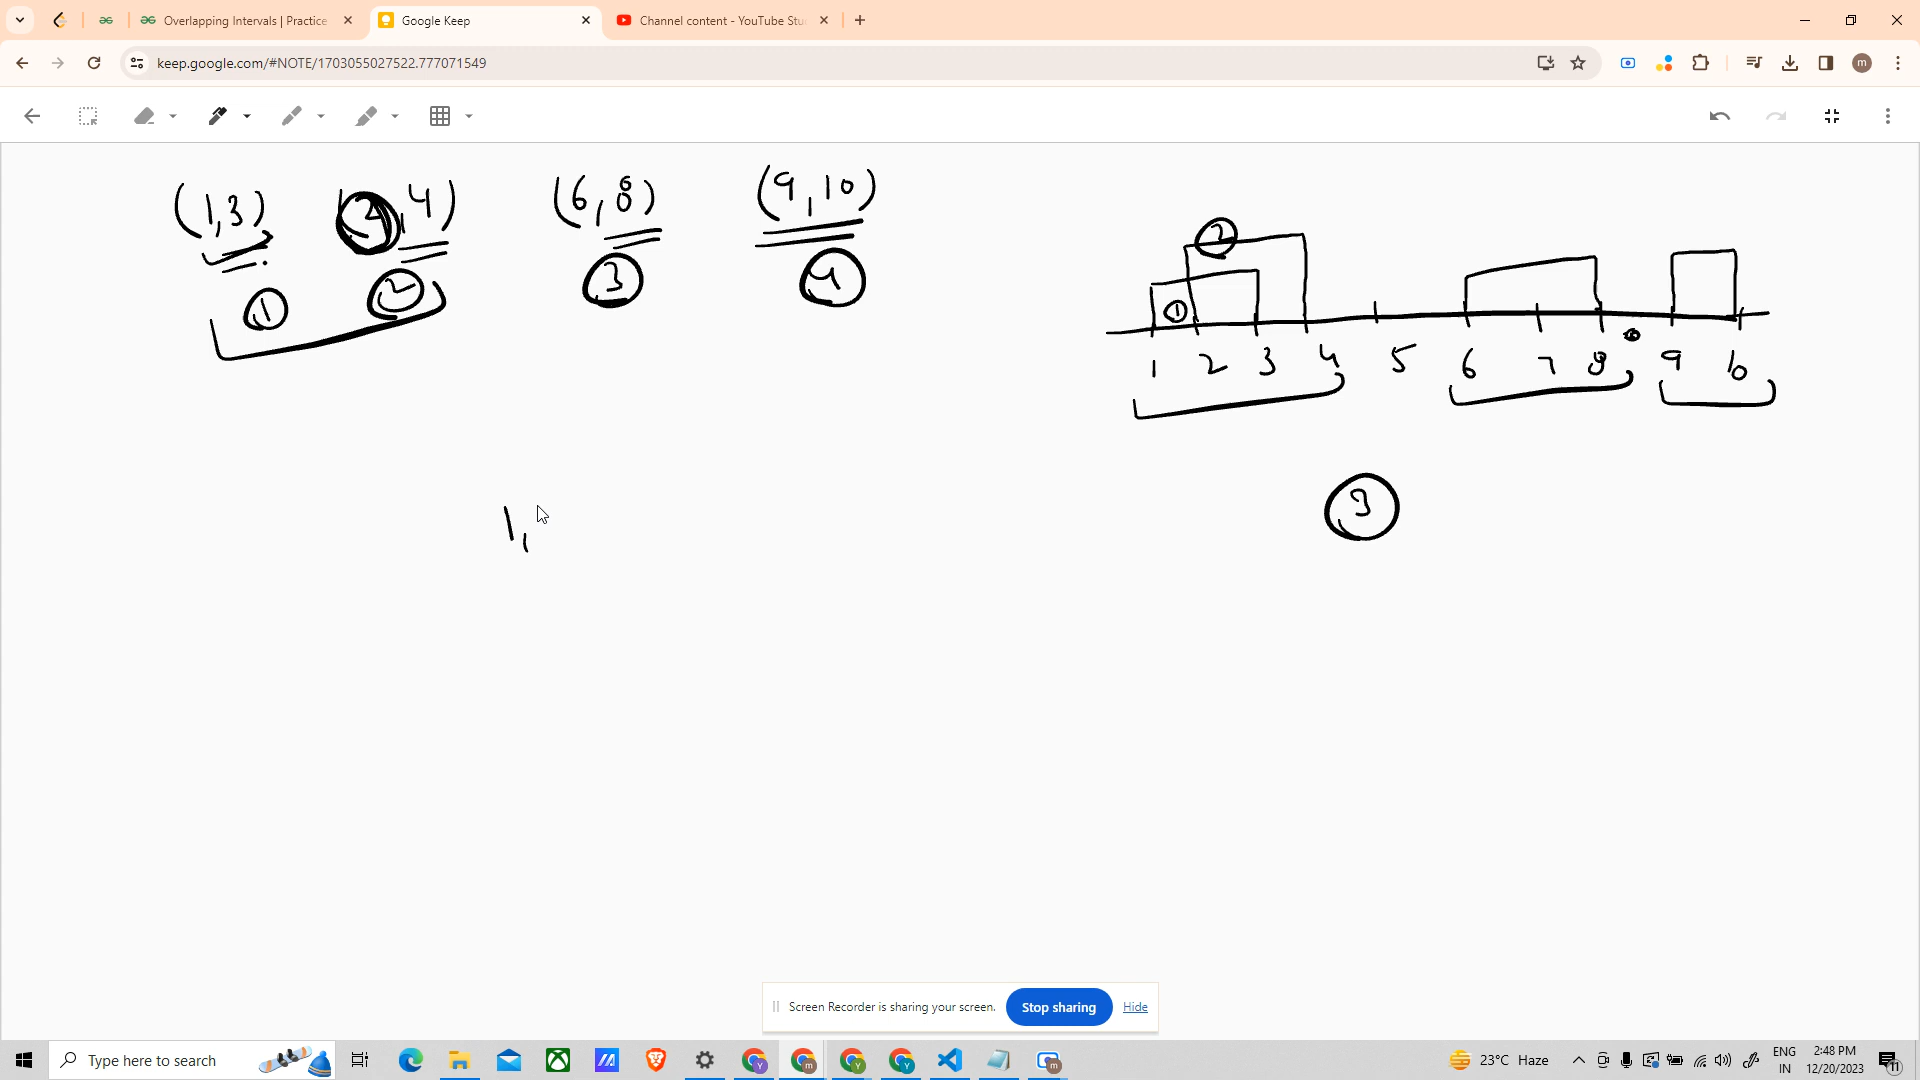 Overlapping Intervals | Practice
Google Keep
Channel content - YouTube Stu
keep.google.com/#NOTE/1703055027522.777071549
m
(1,3) 2,4) (6,8) (9,10)
1 2 3 4
2
1
1 2 3 4 5 6 7 8 9 10
3
1,
Screen Recorder is sharing your screen. Stop sharing Hide
Type here to search
23°C Haze
ENG
IN
2:48 PM
12/20/2023
11